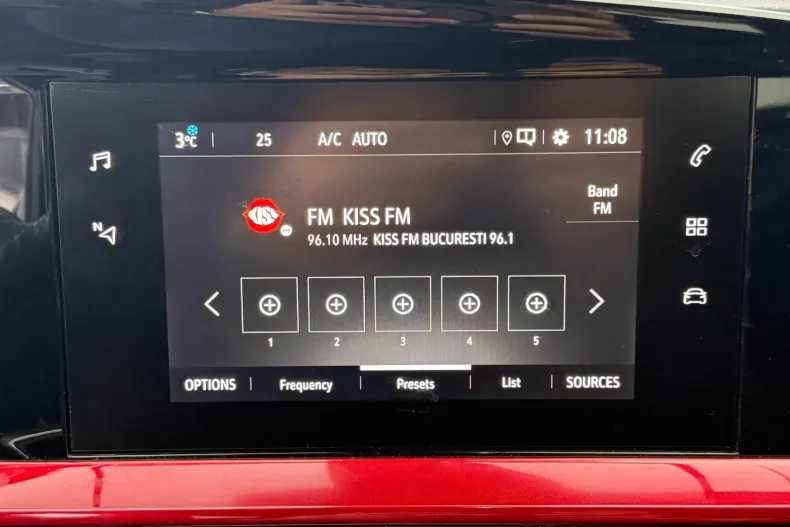 3°C 25 A/C AUTO 11:08
N
KISS
FM KISS FM
96.10 MHz KISS FM BUCURESTI 96.1
Band
FM
1 2 3 4 5
OPTIONS Frequency Presets List SOURCES